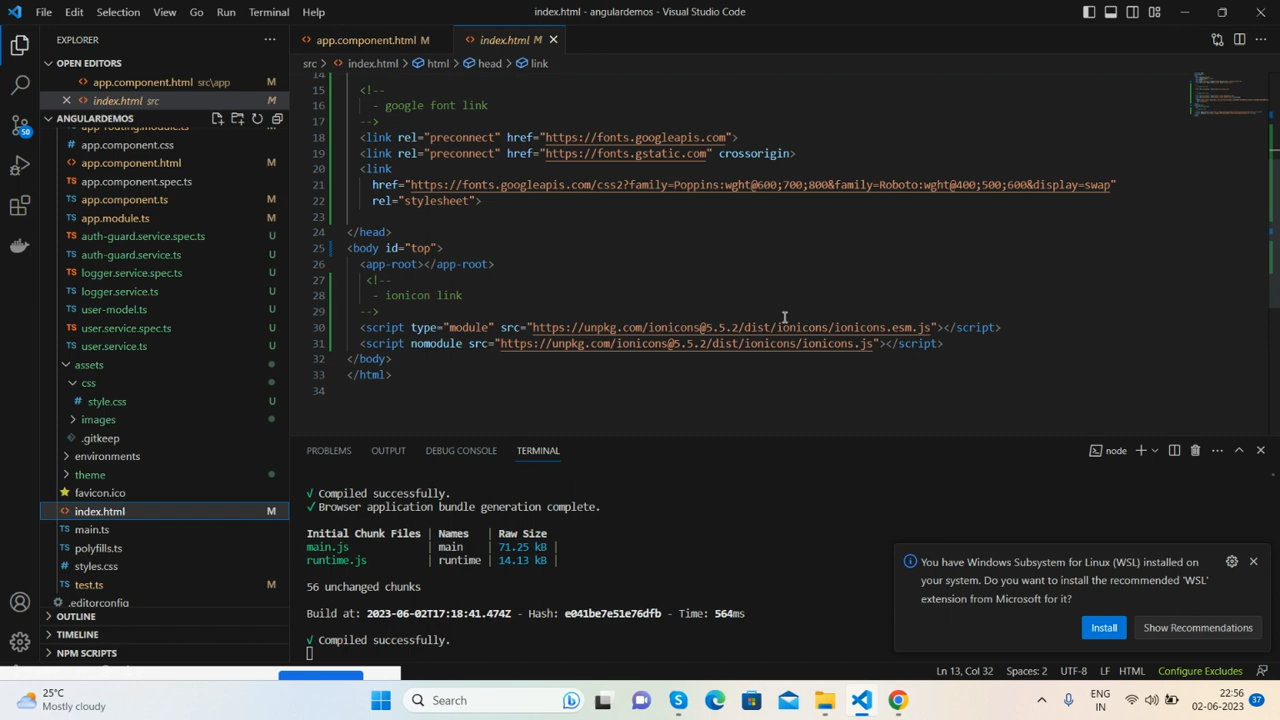 File Edit Selection View Go Run Terminal Help
index.html - angulardemos - Visual Studio Code
EXPLORER
OPEN EDITORS
app.component.html src\app M
index.html src M
ANGULARDEMOS
app-routing.module.ts M
app.component.css
app.component.html M
app.component.spec.ts
app.component.ts
app.module.ts M
auth-guard.service.spec.ts U
auth-guard.service.ts U
logger.service.spec.ts U
logger.service.ts U
user-model.ts U
user.service.spec.ts U
user.service.ts U
assets
css
style.css
images
.gitkeep
environments
theme
favicon.ico
index.html M
main.ts
polyfills.ts
styles.css
test.ts M
.editorconfig
OUTLINE
TIMELINE
NPM SCRIPTS
50
app.component.html M
index.html M
src > index.html > html > head > link
14
15 <!--
16 - google font link
17 -->
18 <link rel="preconnect" href="https://fonts.googleapis.com">
19 <link rel="preconnect" href="https://fonts.gstatic.com" crossorigin>
20 <link
21 href="https://fonts.googleapis.com/css2?family=Poppins:wght@600;700;800&family=Roboto:wght@400;500;600&display=swap"
22 rel="stylesheet">
23
24 </head>
25 <body id="top">
26 <app-root></app-root>
27 <!--
28 - ionicon link
29 -->
30 <script type="module" src="https://unpkg.com/ionicons@5.5.2/dist/ionicons/ionicons.esm.js"></script>
31 <script nomodule src="https://unpkg.com/ionicons@5.5.2/dist/ionicons/ionicons.js"></script>
32 </body>
33 </html>
34
PROBLEMS OUTPUT DEBUG CONSOLE TERMINAL
node
√ Compiled successfully.
√ Browser application bundle generation complete.
Initial Chunk Files | Names | Raw Size
main.js | main | 71.25 kB |
runtime.js | runtime | 14.13 kB |
56 unchanged chunks
Build at: 2023-06-02T17:18:41.474Z - Hash: e041be7e51e76dfb - Time: 564ms
√ Compiled successfully.
You have Windows Subsystem for Linux (WSL) installed on
your system. Do you want to install the recommended 'WSL'
extension from Microsoft for it?
Install
Show Recommendations
Ln 13, Col 32 Spaces: 2 UTF-8 LF HTML Configure Excludes
25°C
Mostly cloudy
Search
ENG
IN
22:56
02-06-2023
37